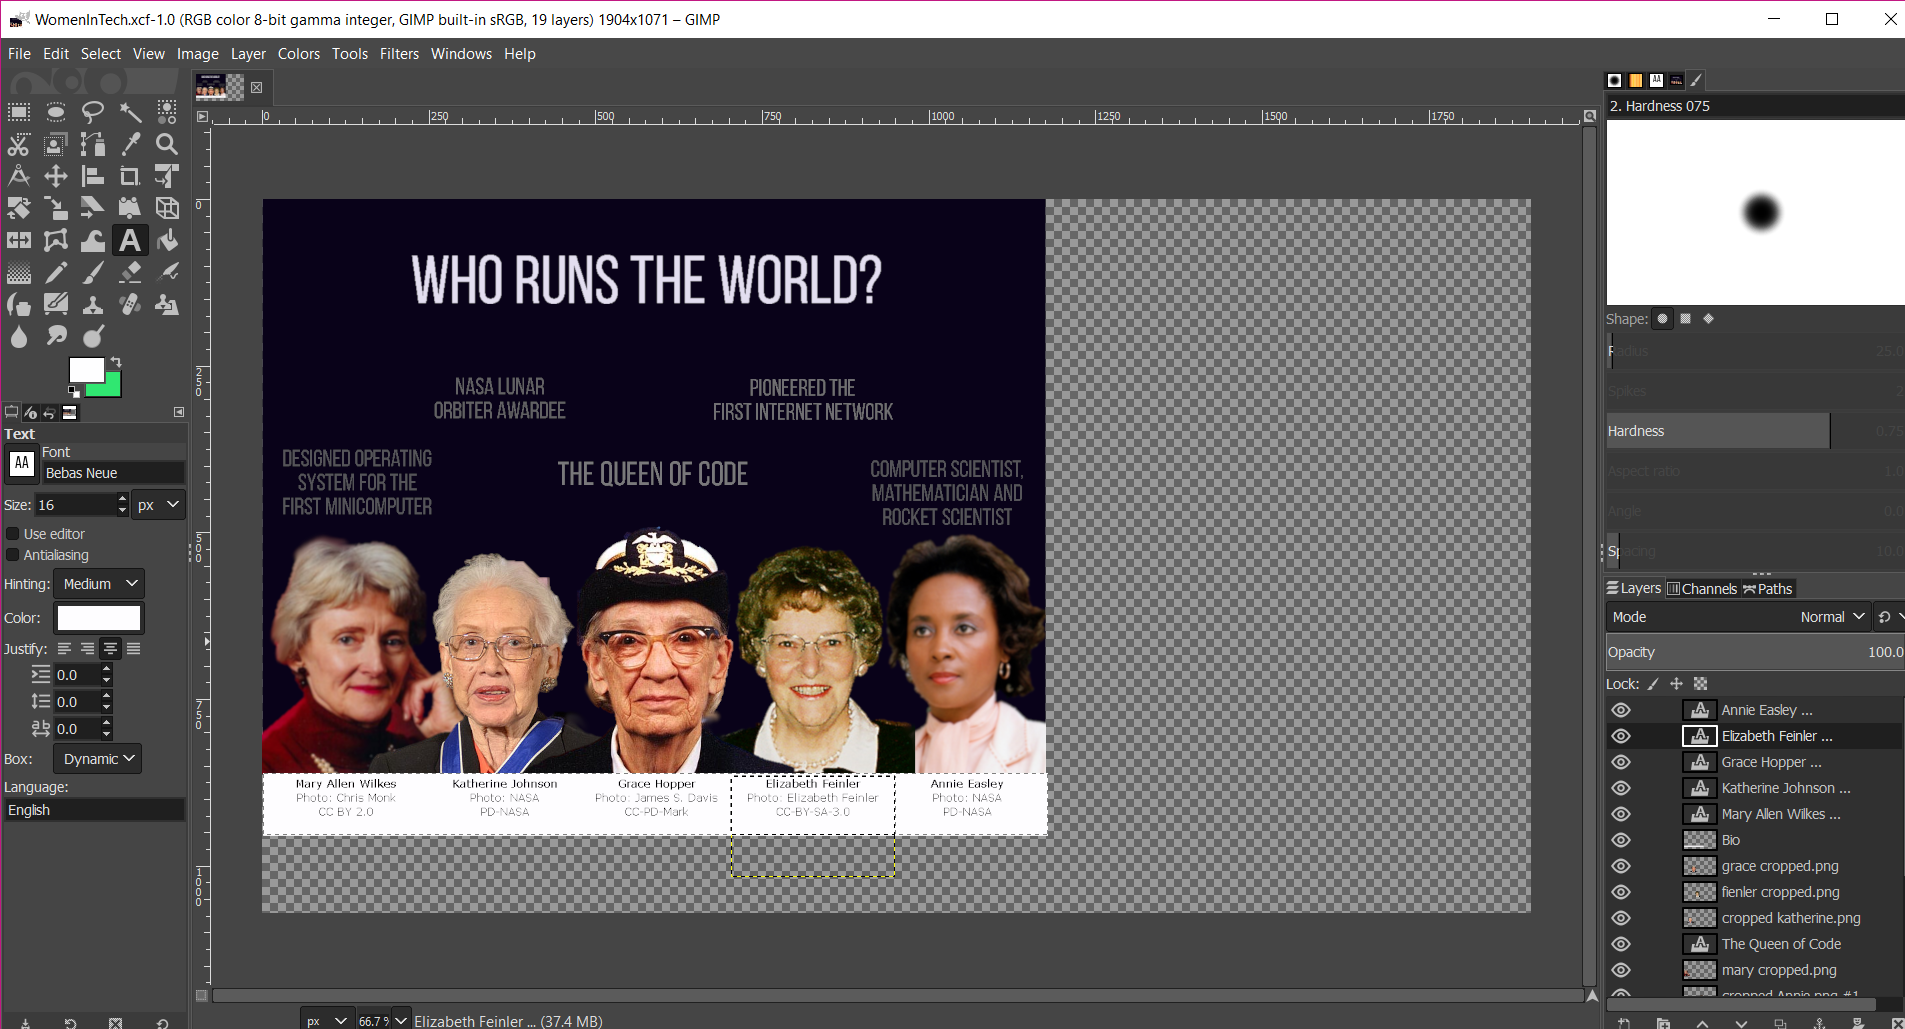 WomenInTech.xcf-1.0 (RGB color 8-bit gamma integer, GIMP built-in sRGB, 19 layers) 1904x1071 – GIMP
File Edit Select View Image Layer Colors Tools Filters Windows Help
0 250 500 750 1000 1250 1500 1750
2. Hardness 075
WHO RUNS THE WORLD?
NASA LUNAR
ORBITER AWARDEE
PIONEERED THE
FIRST INTERNET NETWORK
DESIGNED OPERATING
SYSTEM FOR THE
FIRST MINICOMPUTER
THE QUEEN OF CODE
COMPUTER SCIENTIST,
MATHEMATICIAN AND
ROCKET SCIENTIST
Mary Allen Wilkes
Photo: Chris Monk
CC BY 2.0
Katherine Johnson
Photo: NASA
PD-NASA
Grace Hopper
Photo: James S. Davis
CC-PD-Mark
Elizabeth Feinler
Photo: Elizabeth Feinler
CC-BY-SA-3.0
Annie Easley
Photo: NASA
PD-NASA
0
250
500
750
1000
Text
Font
AA Bebas Neue
Size: 16 px
Use editor
Antialiasing
Hinting: Medium
Color:
Justify:
0.0
0.0
0.0
Box: Dynamic
Language:
English
Shape:
Radius 25.0
Spikes 2
Hardness 0.75
Aspect ratio 1.0
Angle 0.0
Spacing 10.0
Layers Channels Paths
Mode Normal
Opacity 100.0
Lock:
Annie Easley ...
Elizabeth Feinler ...
Grace Hopper ...
Katherine Johnson ...
Mary Allen Wilkes ...
Bio
grace cropped.png
fienler cropped.png
cropped katherine.png
The Queen of Code
mary cropped.png
cropped Annie.png #1
px 66.7 % Elizabeth Feinler ... (37.4 MB)